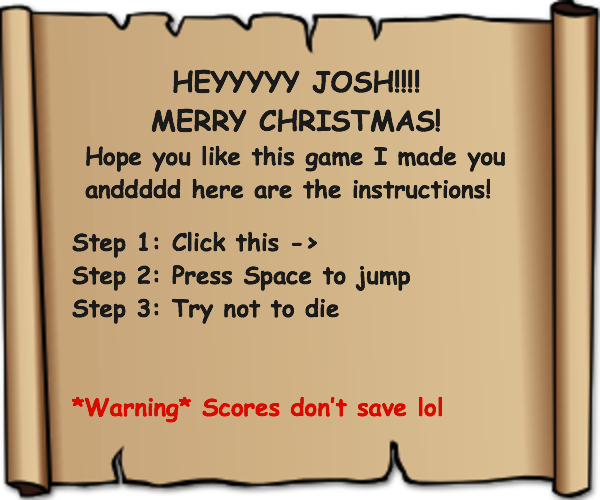 HEYYYYY JOSH!!!!
MERRY CHRISTMAS!
Hope you like this game I made you
anddddd here are the instructions!
Step 1: Click this ->
Step 2: Press Space to jump
Step 3: Try not to die
*Warning* Scores don't save lol